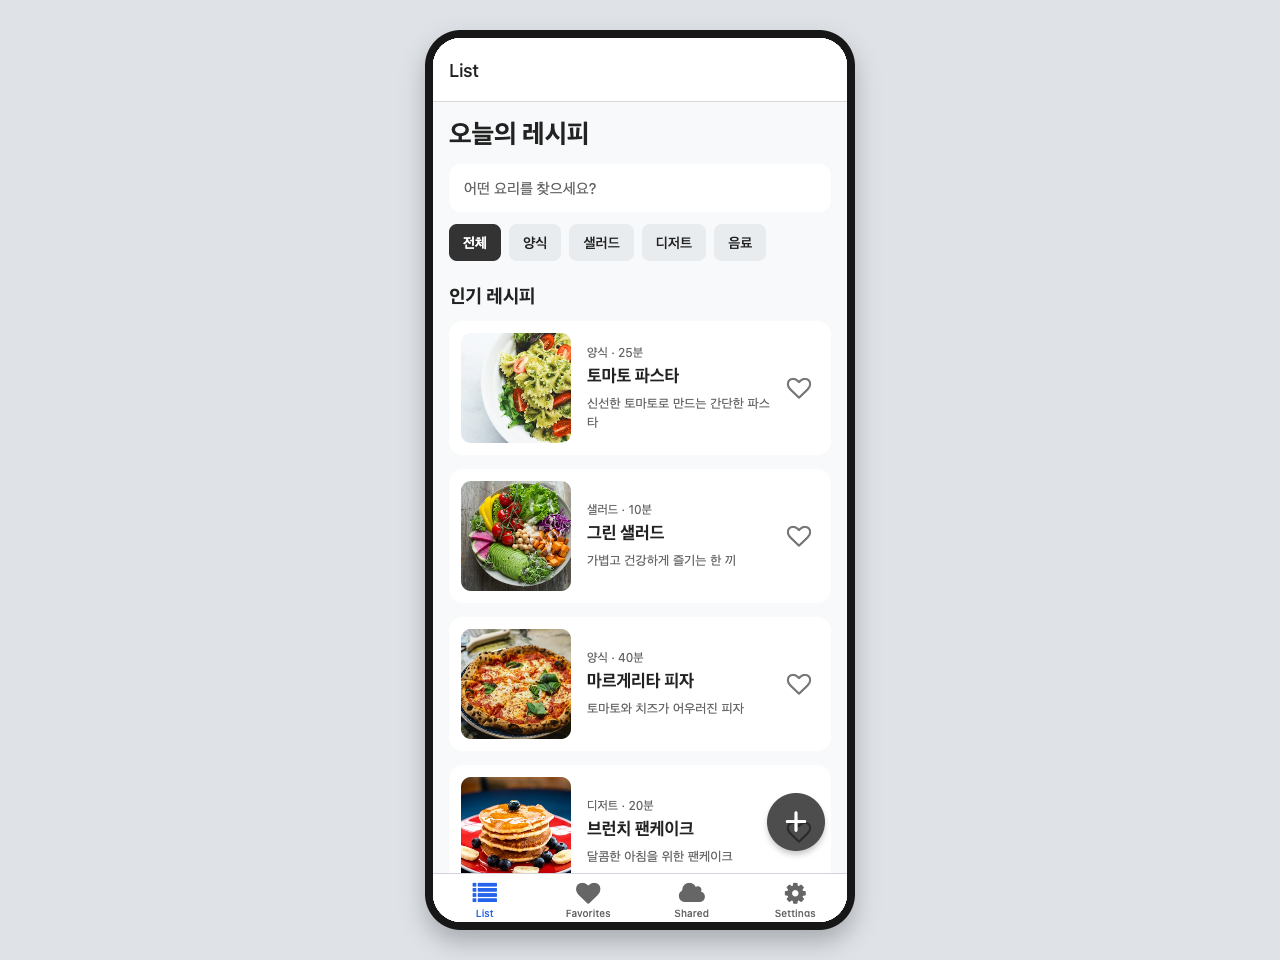 List
오늘의 레시피
어떤 요리를 찾으세요?
전체
양식
샐러드
디저트
음료
인기 레시피
양식 · 25분
토마토 파스타
신선한 토마토로 만드는 간단한 파스
타
샐러드 · 10분
그린 샐러드
가볍고 건강하게 즐기는 한 끼
양식 · 40분
마르게리타 피자
토마토와 치즈가 어우러진 피자
디저트 · 20분
브런치 팬케이크
달콤한 아침을 위한 팬케이크
List
Favorites
Shared
Settings